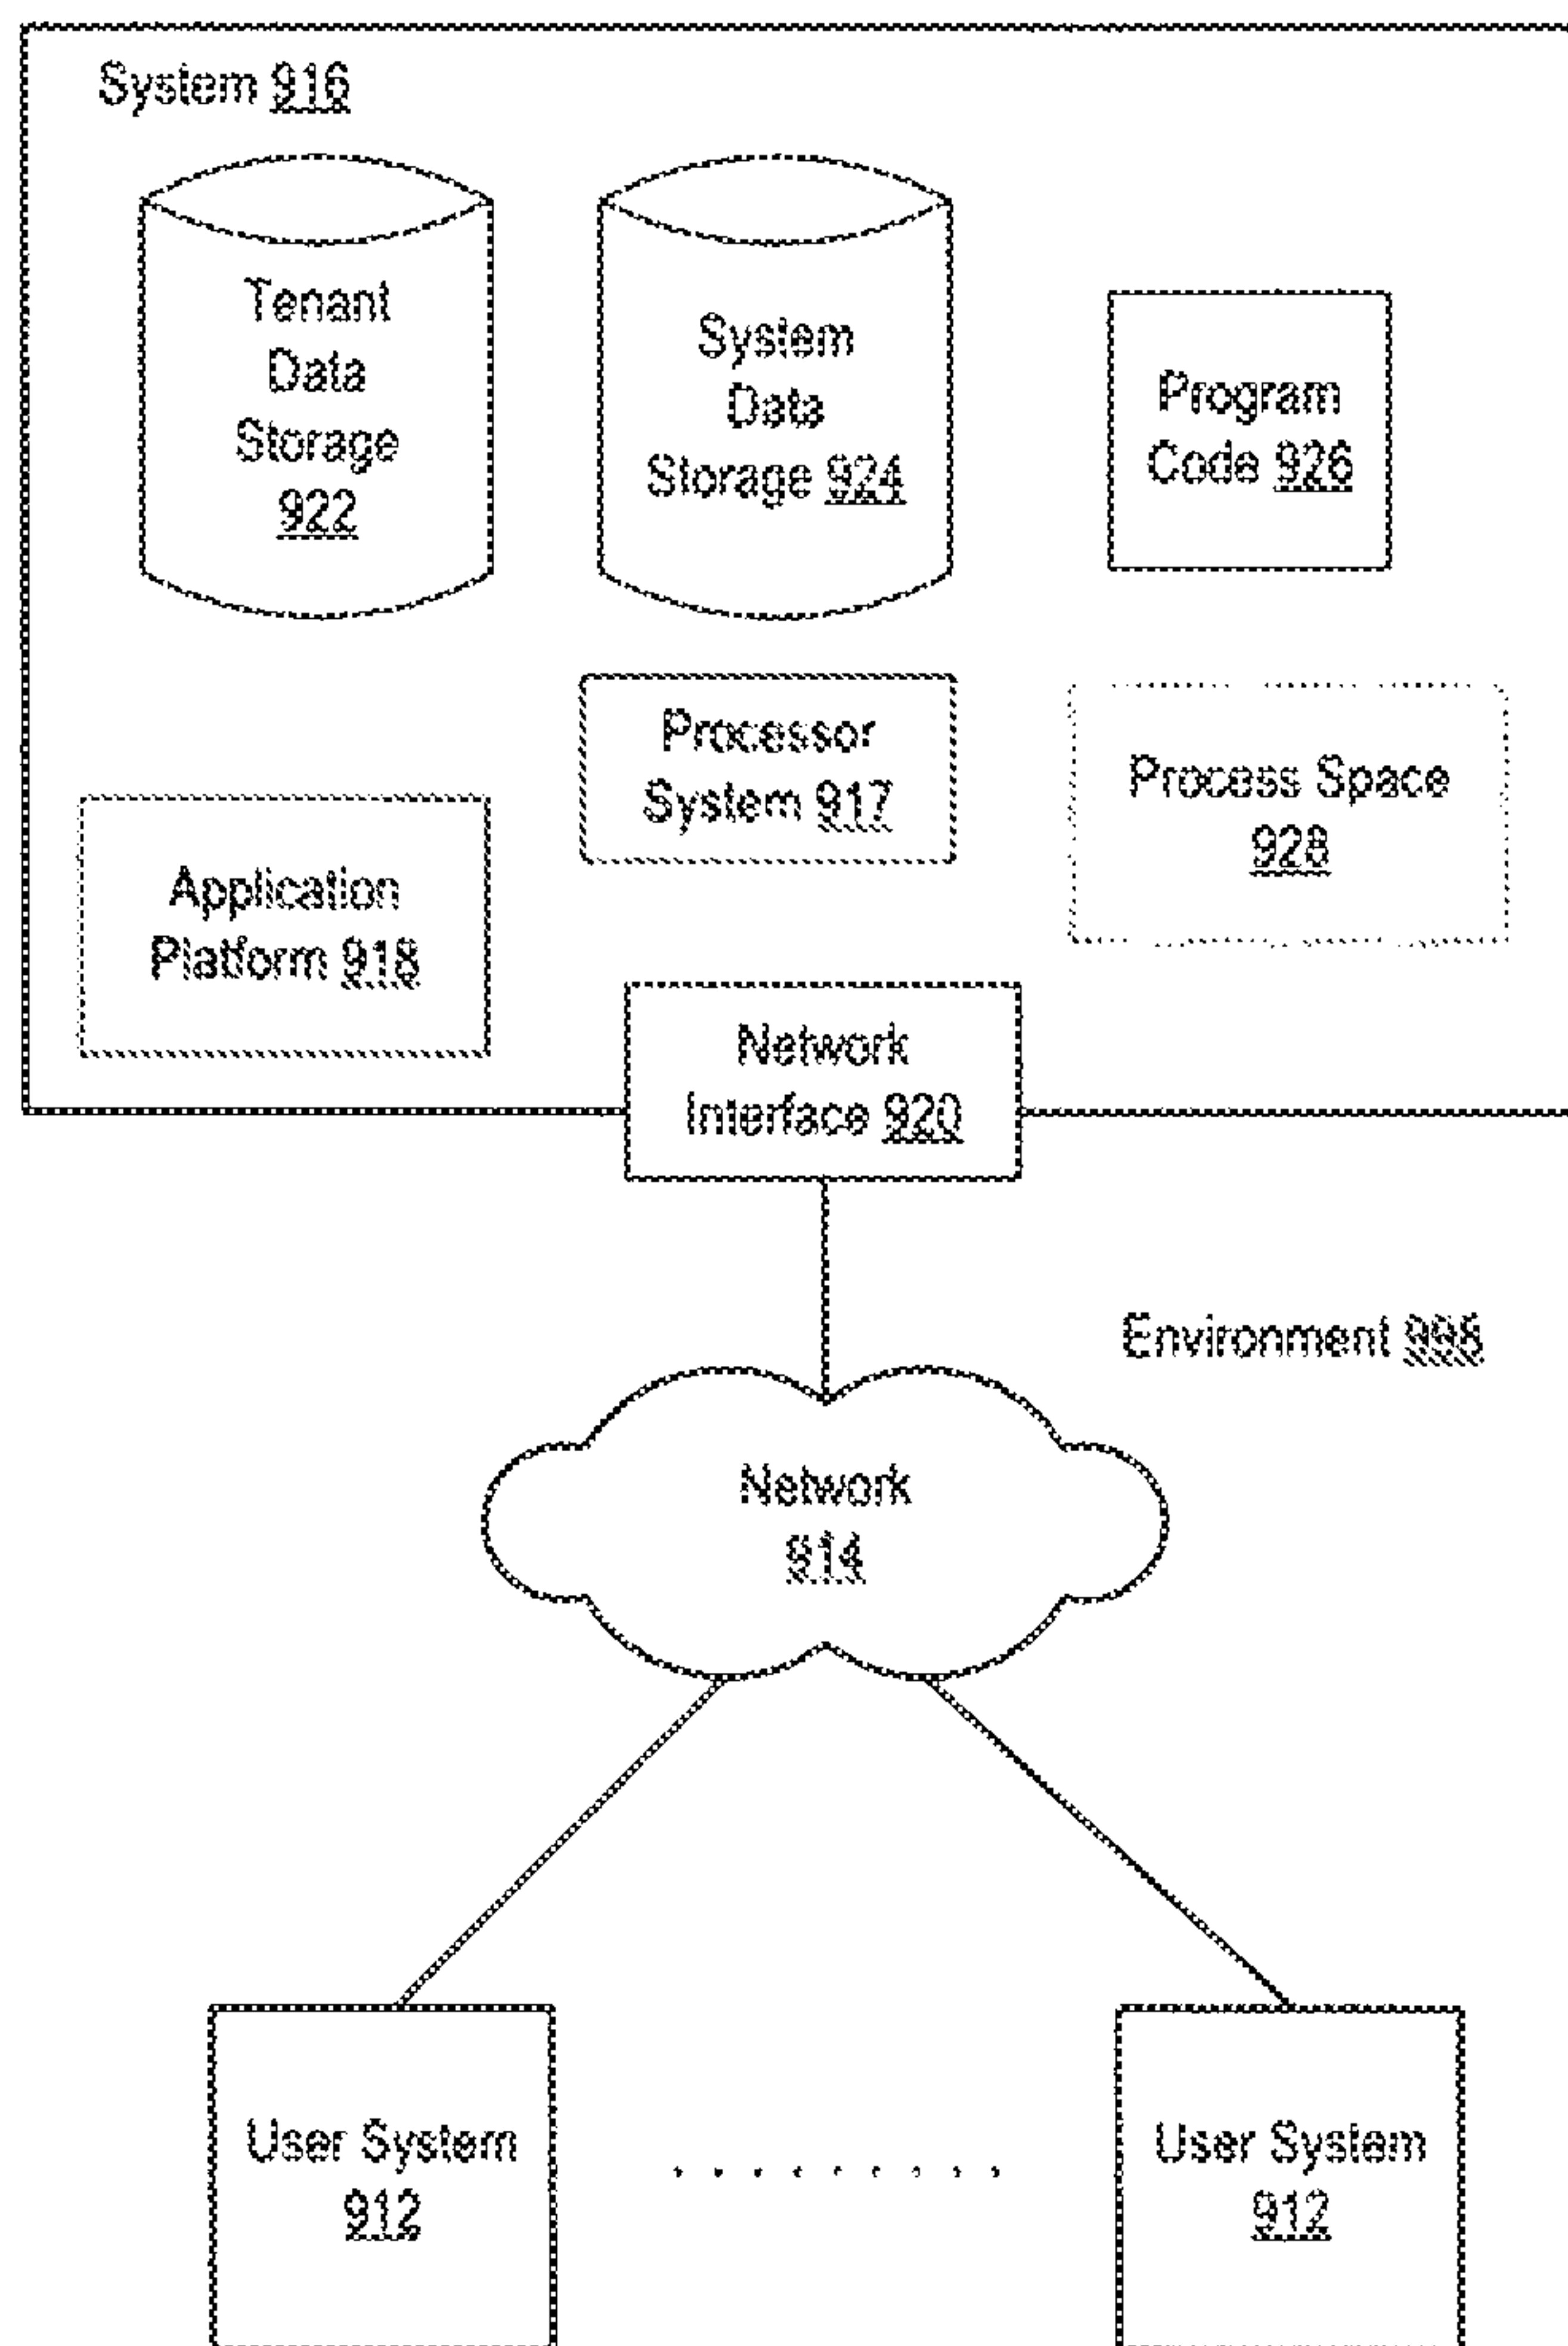 System 916
Tenant
Data
Storage
922
System
Data
Storage 924
Program
Code 926
Processor
System 917
Process Space
928
Application
Platform 918
Network
Interface 920
Environment
Network
914
User System
912
User System
912